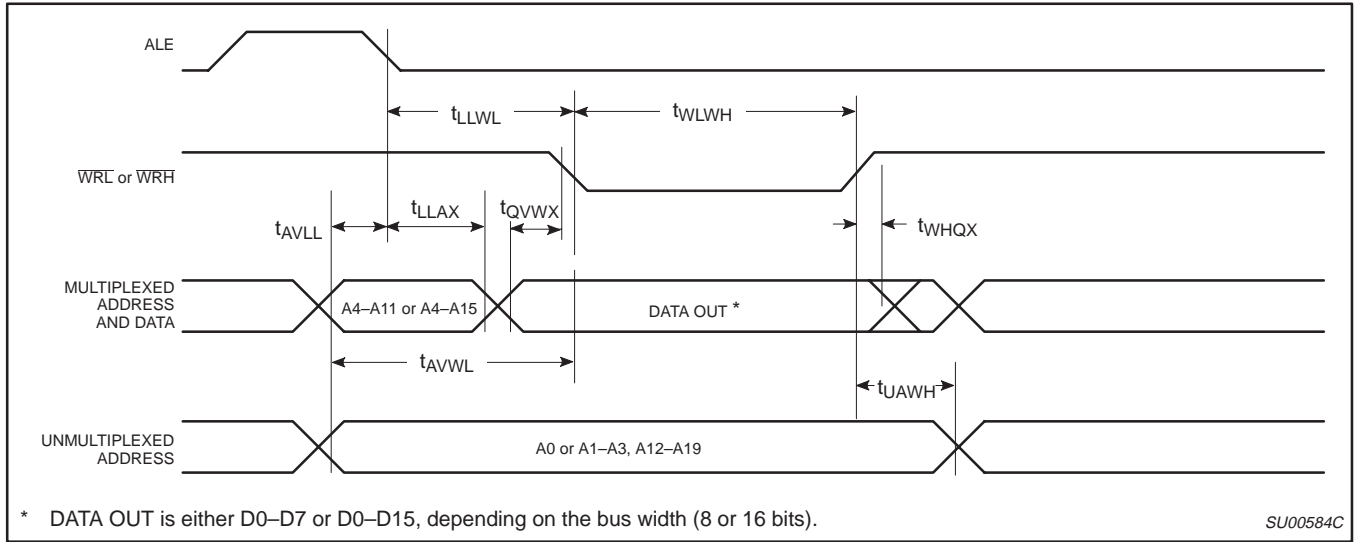 ALE
tLLWL
tWLWH
WRL or WRH
tAVLL
tLLAX
tQVWX
tWHQX
MULTIPLEXED
ADDRESS
AND DATA
A4–A11 or A4–A15
DATA OUT *
tAVWL
tUAWH
UNMULTIPLEXED
ADDRESS
A0 or A1–A3, A12–A19
* DATA OUT is either D0–D7 or D0–D15, depending on the bus width (8 or 16 bits).
SU00584C